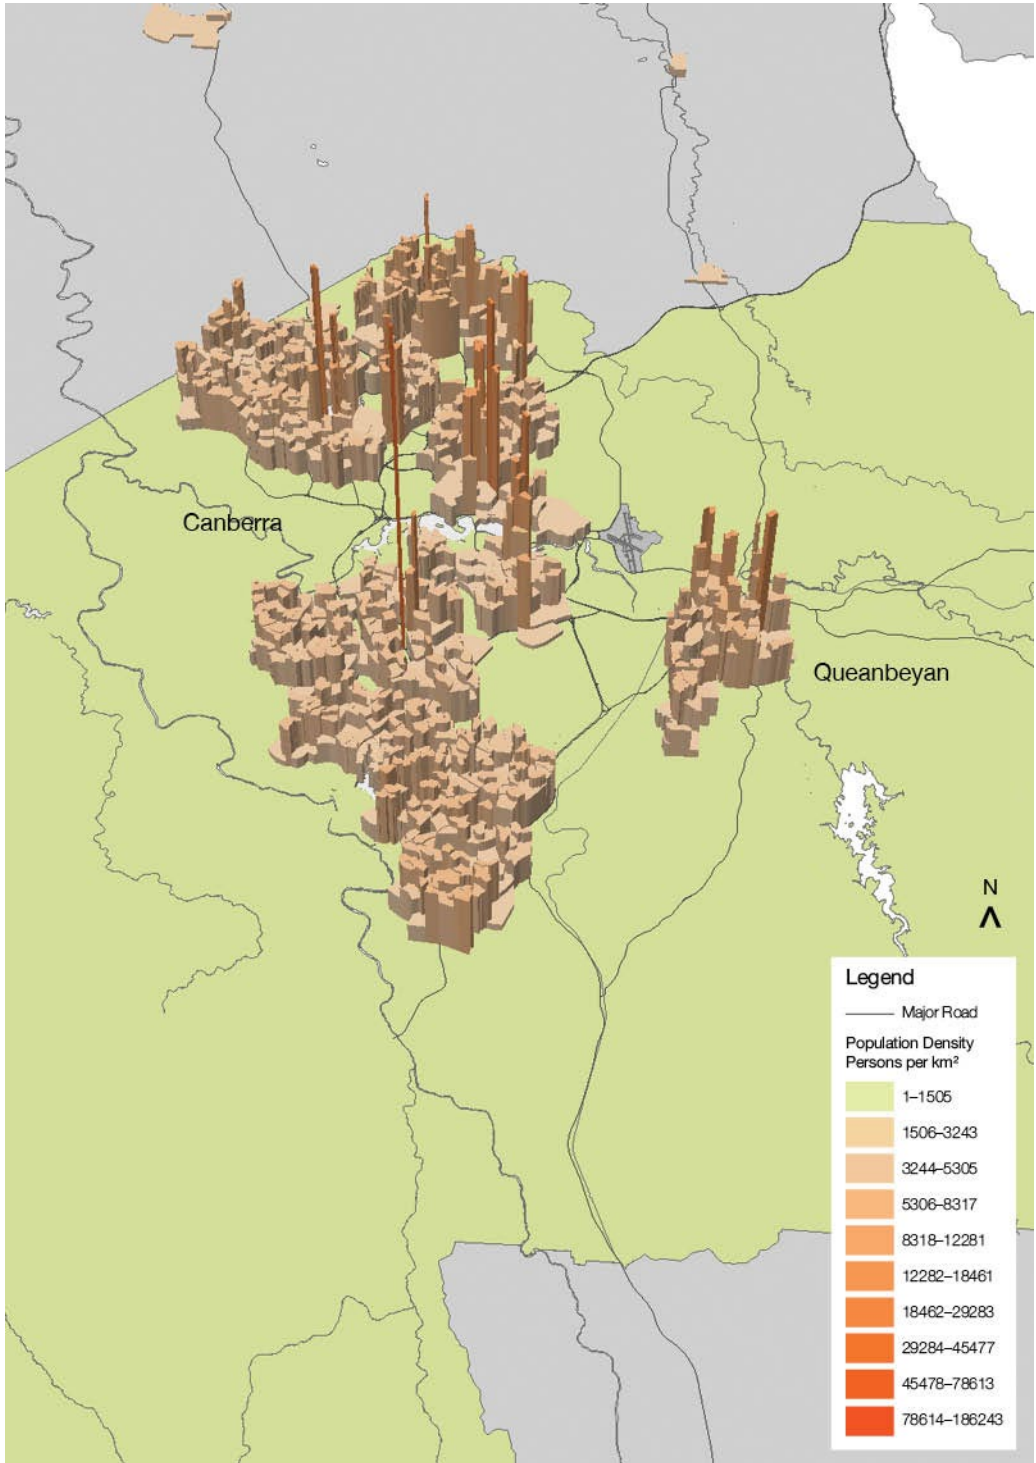 Canberra
Queanbeyan
N
Legend
Major Road
Population Density
Persons per km²
1–1505
1506–3243
3244–5305
5306–8317
8318–12281
12282–18461
18462–29283
29284–45477
45478–78613
78614–186243